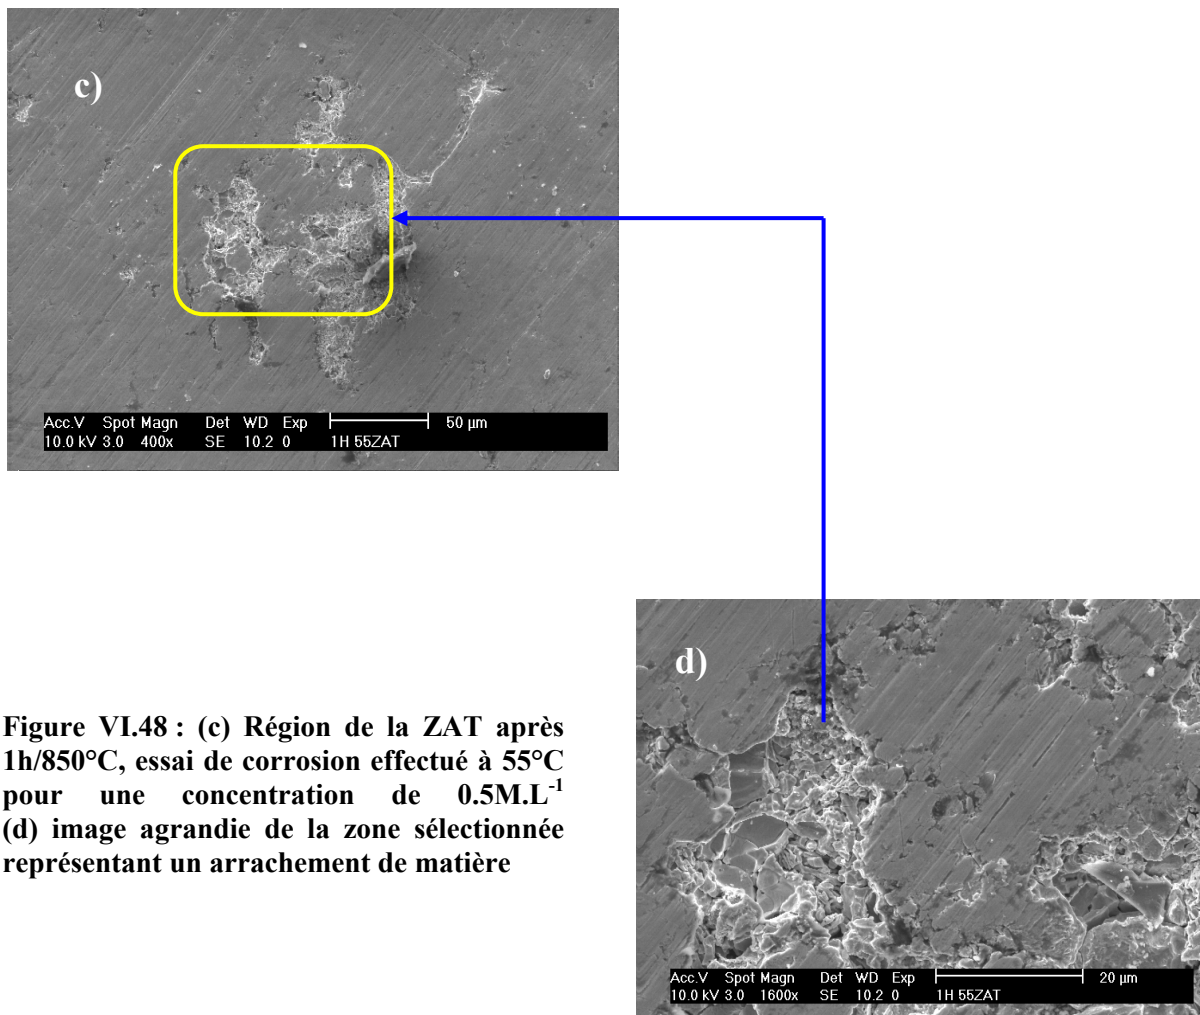 c)
Acc.V Spot Magn Det WD Exp 50 µm
10.0 kV 3.0 400x SE 10.2 0 1H 55ZAT
d)
Figure VI.48 : (c) Région de la ZAT après
1h/850°C, essai de corrosion effectué à 55°C
pour une concentration de 0.5M.L-1
(d) image agrandie de la zone sélectionnée
représentant un arrachement de matière
Acc.V Spot Magn Det WD Exp 20 µm
10.0 kV 3.0 1600x SE 10.2 0 1H 55ZAT